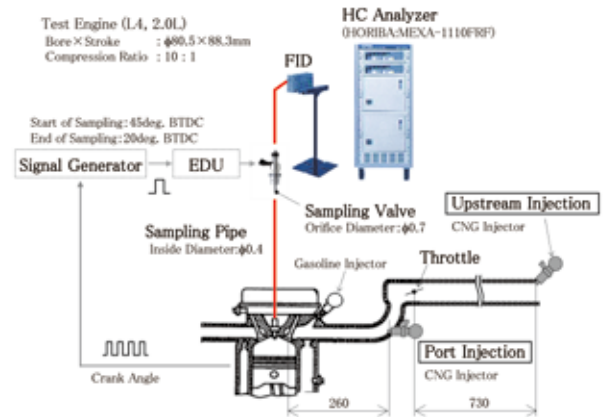 Test Engine (L4, 2.0L)
Bore×Stroke : ϕ80.5×88.3mm
Compression Ratio : 10 : 1
HC Analyzer
(HORIBA:MEXA-1110FRF)
FID
Start of Sampling:45deg. BTDC
End of Sampling:20deg. BTDC
Signal Generator
EDU
Sampling Valve
Orifice Diameter:ϕ0.7
Upstream Injection
CNG Injector
Sampling Pipe
Inside Diameter:ϕ0.4
Gasoline Injector
Throttle
Port Injection
CNG Injector
Crank Angle
260
730